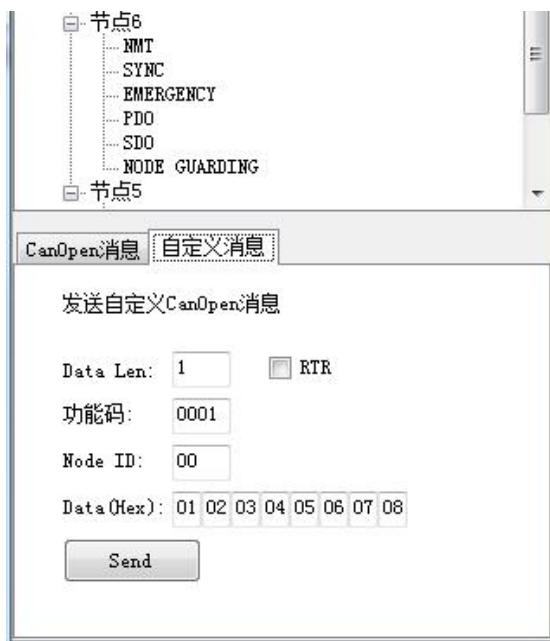 节点6
NMT
SYNC
EMERGENCY
PDO
SDO
NODE GUARDING
节点5
CanOpen消息 自定义消息
发送自定义CanOpen消息
Data Len: 1 RTR
功能码: 0001
Node ID: 00
Data(Hex): 01 02 03 04 05 06 07 08
Send